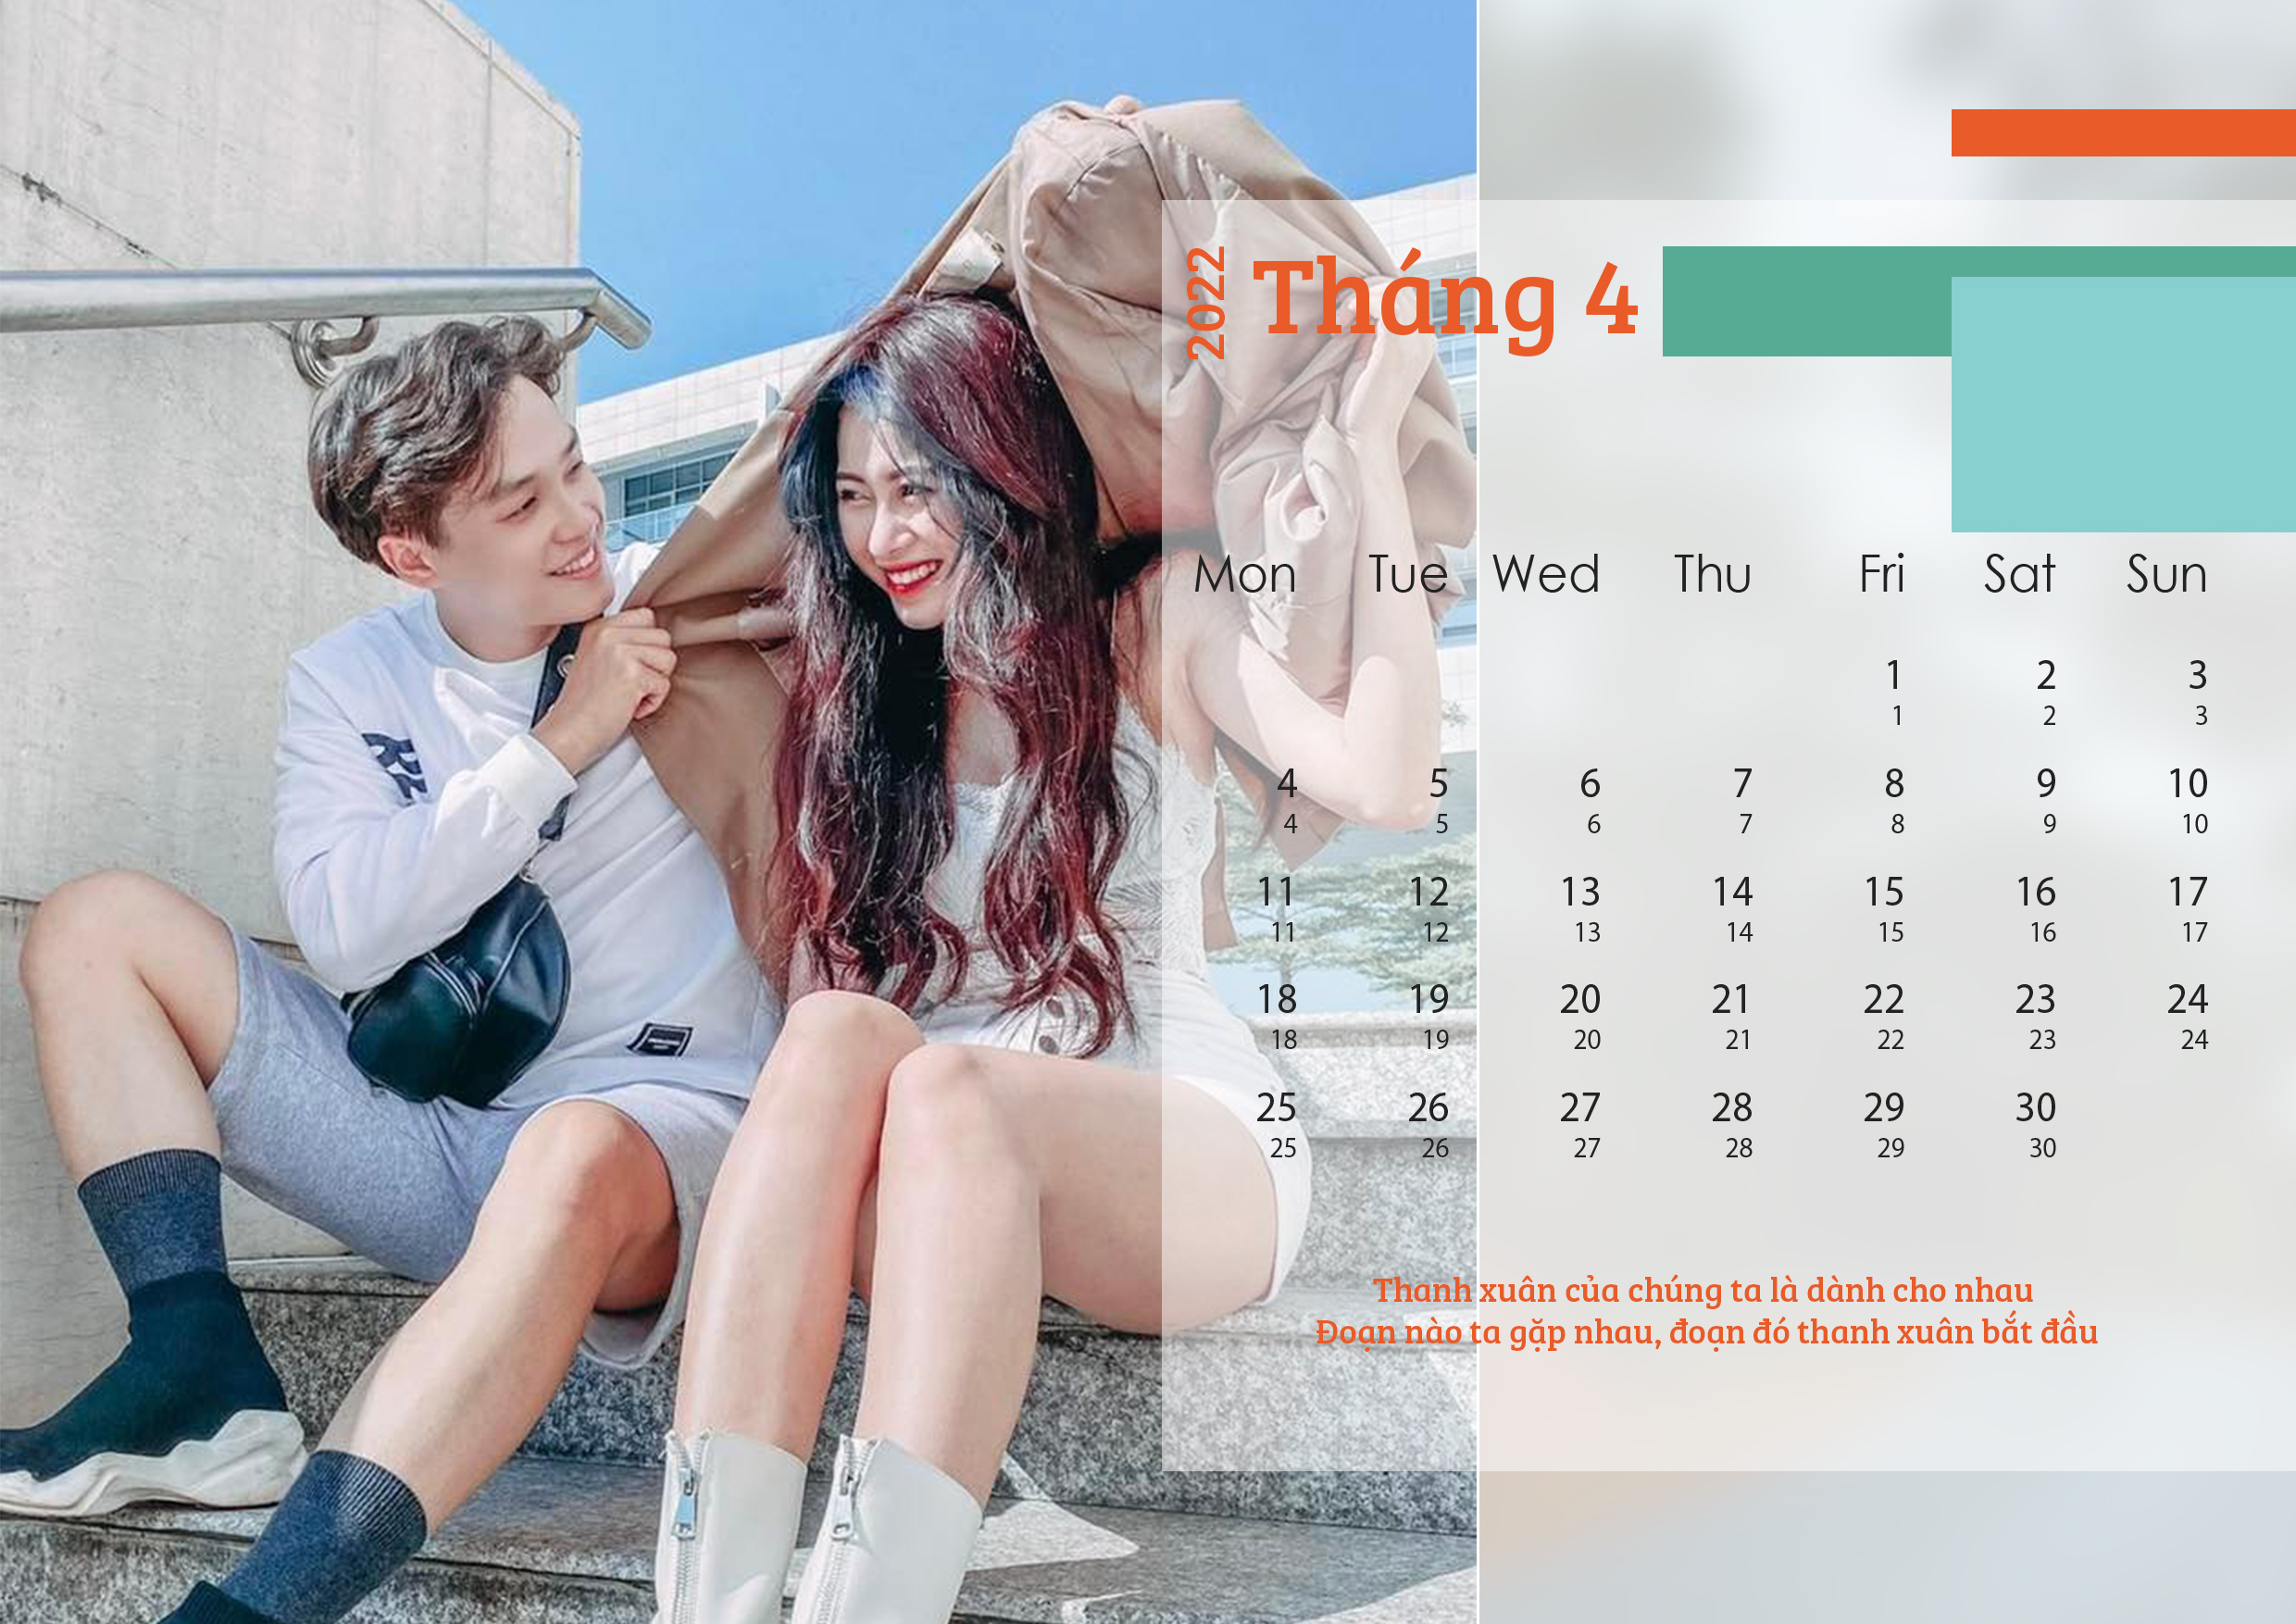 2022
Tháng 4
Mon Tue Wed Thu Fri Sat Sun
1 2 3
1 2 3
4 5 6 7 8 9 10
4 5 6 7 8 9 10
11 12 13 14 15 16 17
11 12 13 14 15 16 17
18 19 20 21 22 23 24
18 19 20 21 22 23 24
25 26 27 28 29 30
25 26 27 28 29 30
Thanh xuân của chúng ta là dành cho nhau
Đoạn nào ta gặp nhau, đoạn đó thanh xuân bắt đầu